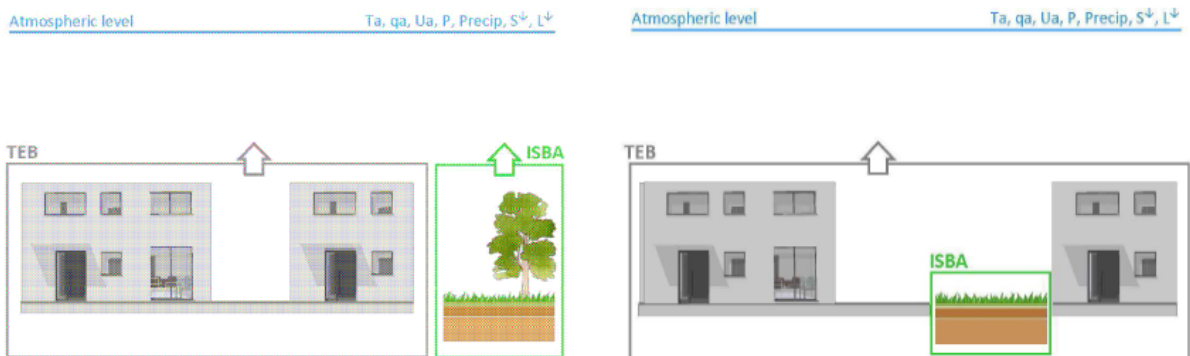 Atmospheric level Ta, qa, Ua, P, Precip, S↓, L↓
TEB
ISBA
Atmospheric level Ta, qa, Ua, P, Precip, S↓, L↓
TEB
ISBA